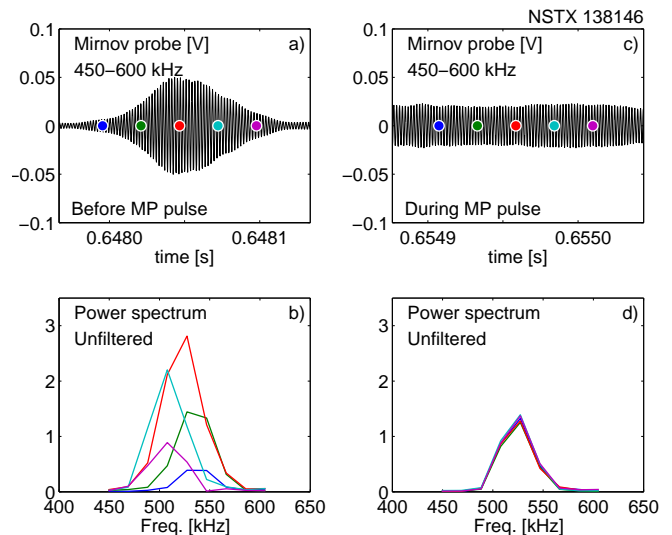 NSTX 138146
0.1
Mirnov probe [V]
a)
450–600 kHz
0.05
0
−0.05
Before MP pulse
−0.1
0.6480
0.6481
time [s]
0.1
Mirnov probe [V]
c)
450–600 kHz
0.05
0
−0.05
During MP pulse
−0.1
0.6549
0.6550
time [s]
Power spectrum
b)
Unfiltered
3
2
1
0
400 450 500 550 600 650
Freq. [kHz]
Power spectrum
d)
Unfiltered
3
2
1
0
400 450 500 550 600 650
Freq. [kHz]